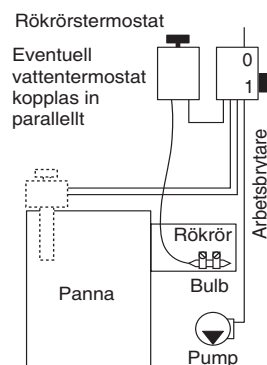 Rökrörstermostat
Eventuell
vattentermostat
kopplas in
parallellt
0
1
Arbetsbrytare
Rökrör
Bulb
Panna
Pump